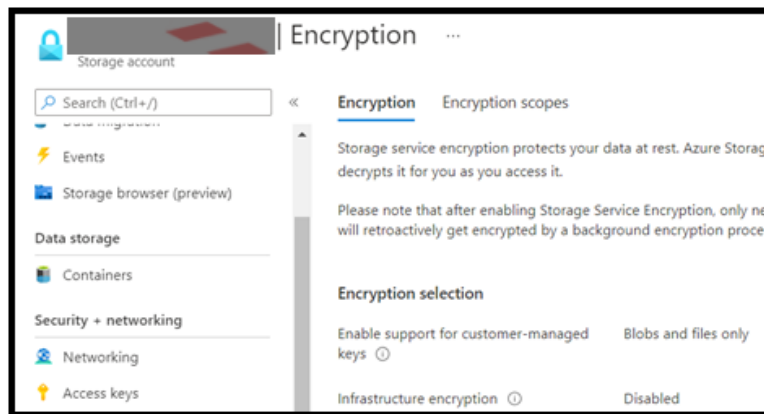 | Encryption ...
Storage account
Search (Ctrl+/)
«
Data migration
Events
Storage browser (preview)
Data storage
Containers
Security + networking
Networking
Access keys
Encryption Encryption scopes
Storage service encryption protects your data at rest. Azure Storag
decrypts it for you as you access it.
Please note that after enabling Storage Service Encryption, only ne
will retroactively get encrypted by a background encryption proce
Encryption selection
Enable support for customer-managed Blobs and files only
keys
Infrastructure encryption Disabled